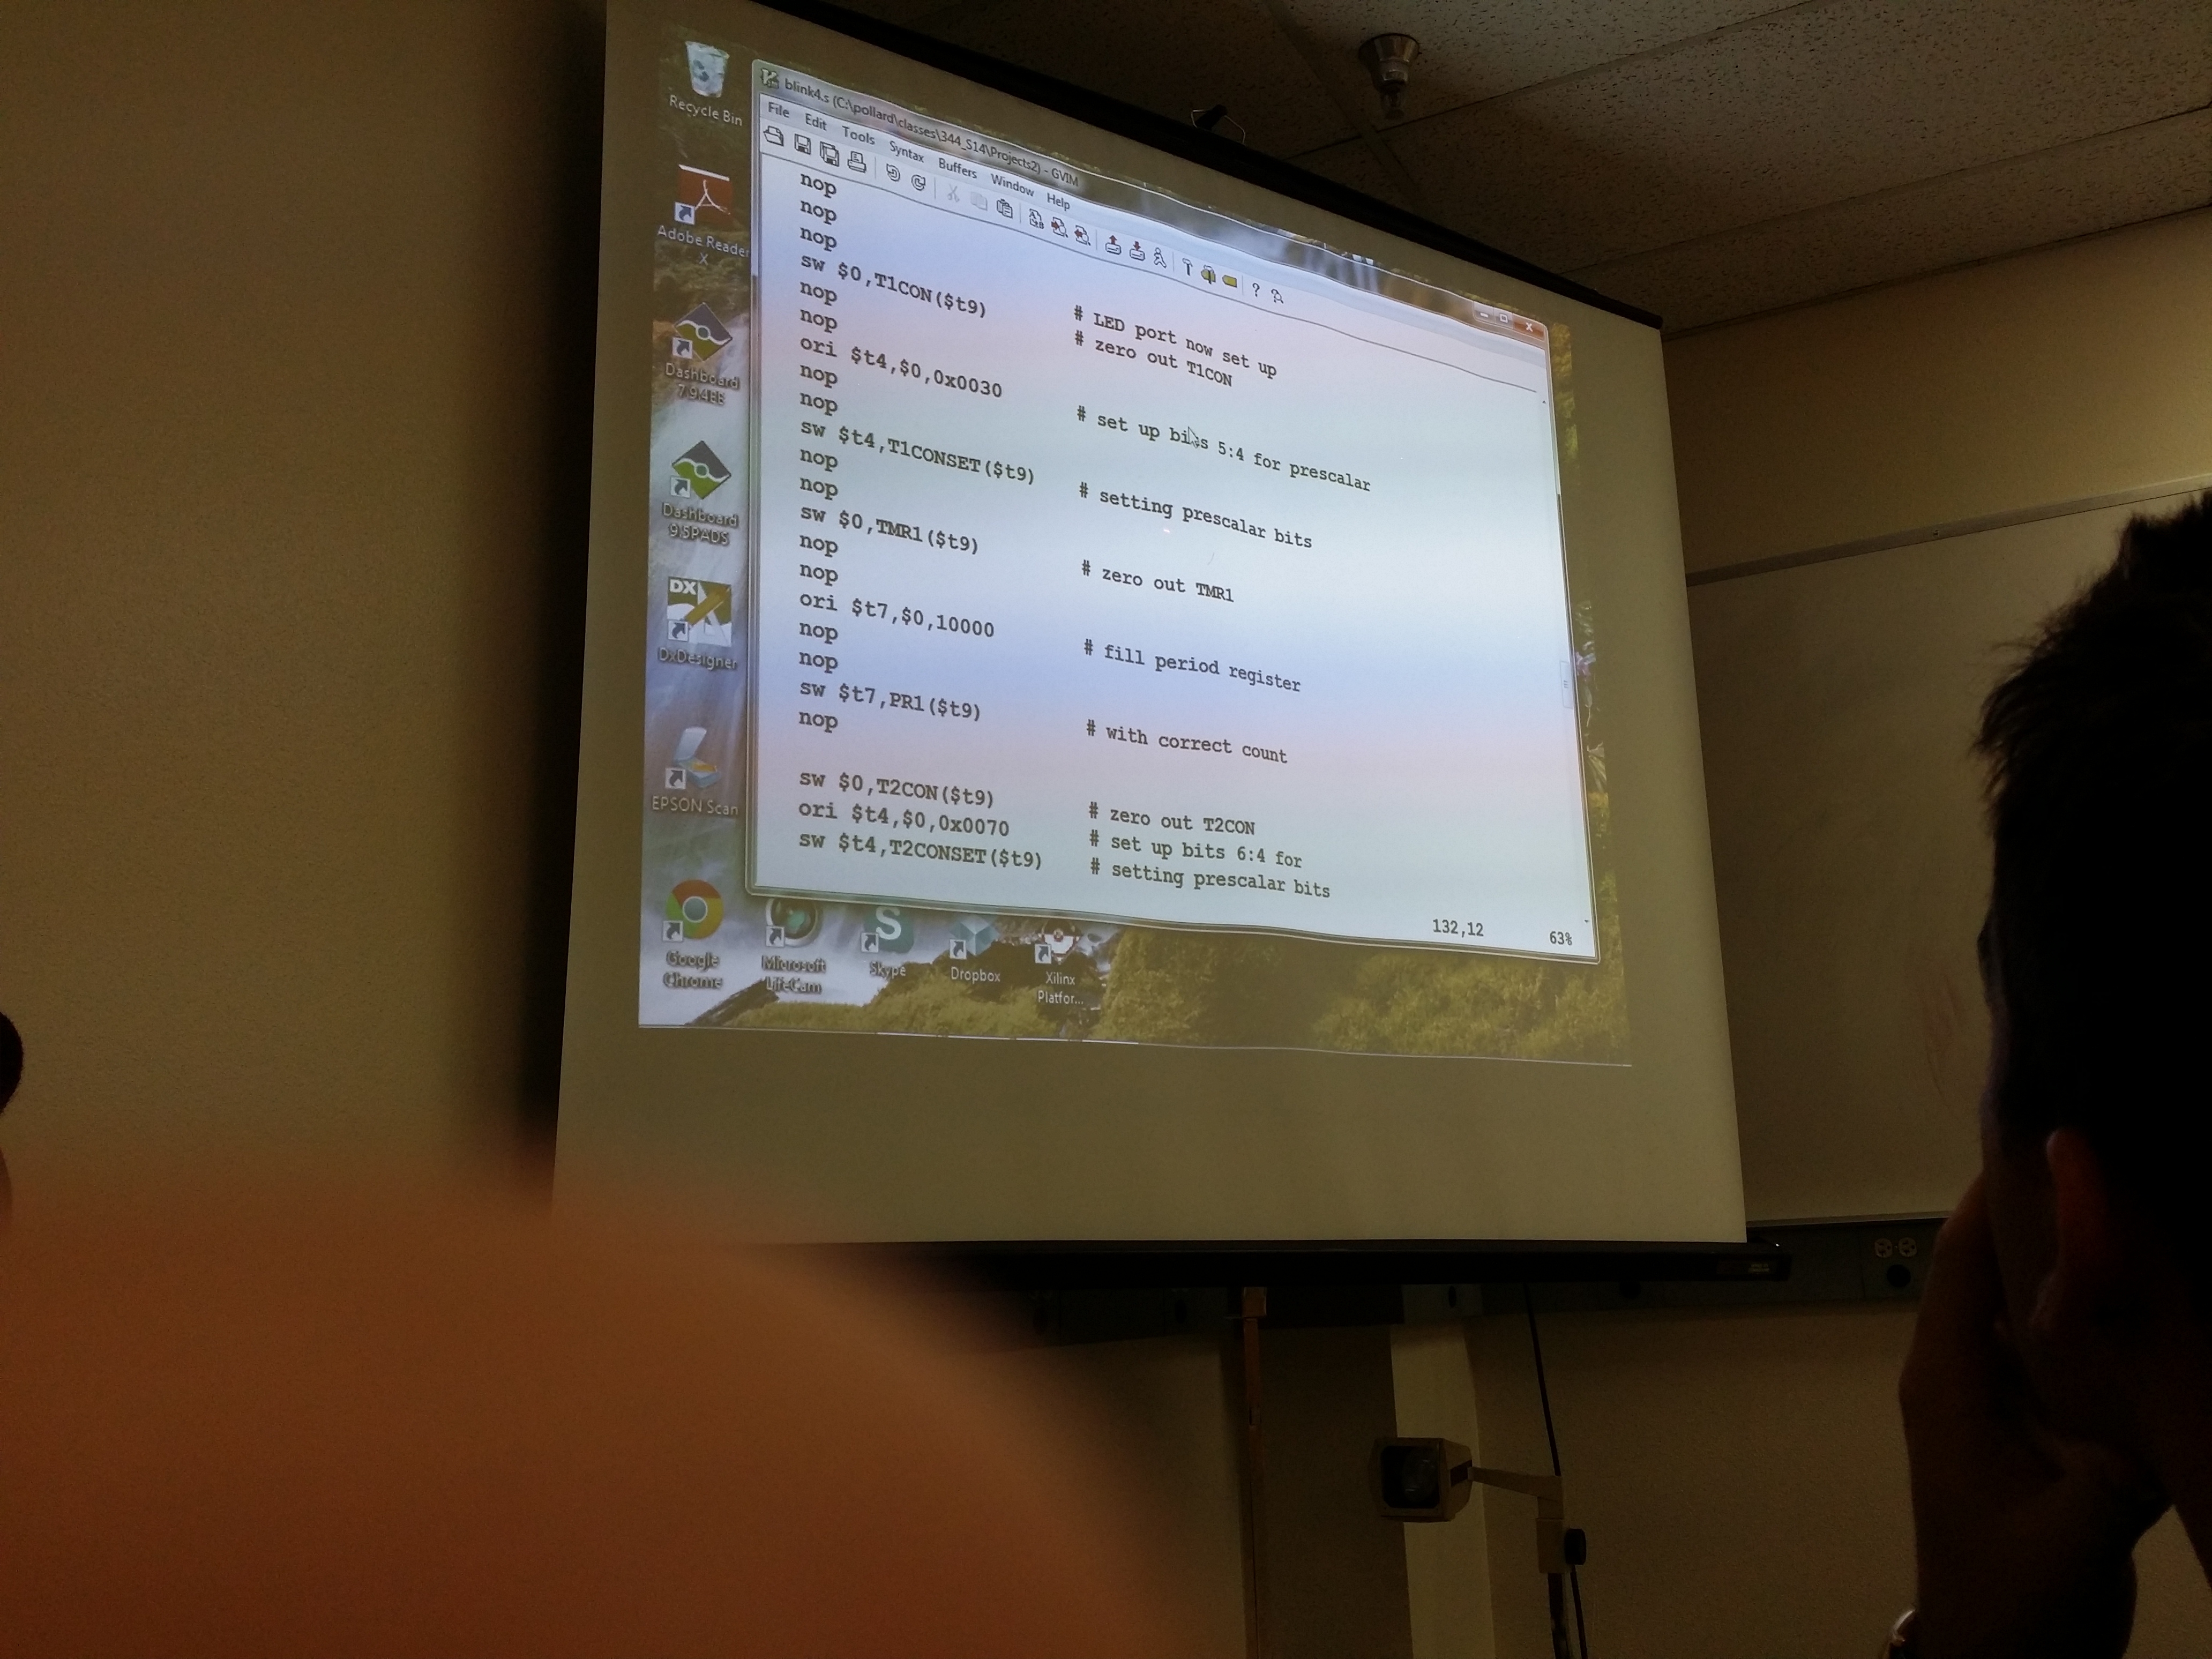 Recycle Bin
Adobe Reader X
Dashboard 7.9.4EE
Dashboard 9.5PADS
DX
DxDesigner
EPSON Scan
Google Chrome
Microsoft LifeCam
S
Skype
Dropbox
Xilinx Platfor...
blink4.s (C:\pollard\classes\344_S14\Projects2) - GVIM
File Edit Tools Syntax Buffers Window Help
nop
nop
nop # LED port now set up
sw $0,T1CON($t9) # zero out T1CON
nop
nop
ori $t4,$0,0x0030 # set up bits 5:4 for prescalar
nop
nop
sw $t4,T1CONSET($t9) # setting prescalar bits
nop
nop
sw $0,TMR1($t9) # zero out TMR1
nop
nop
ori $t7,$0,10000 # fill period register
nop
nop
sw $t7,PR1($t9) # with correct count
nop
sw $0,T2CON($t9) # zero out T2CON
ori $t4,$0,0x0070 # set up bits 6:4 for
sw $t4,T2CONSET($t9) # setting prescalar bits
132,12 63%